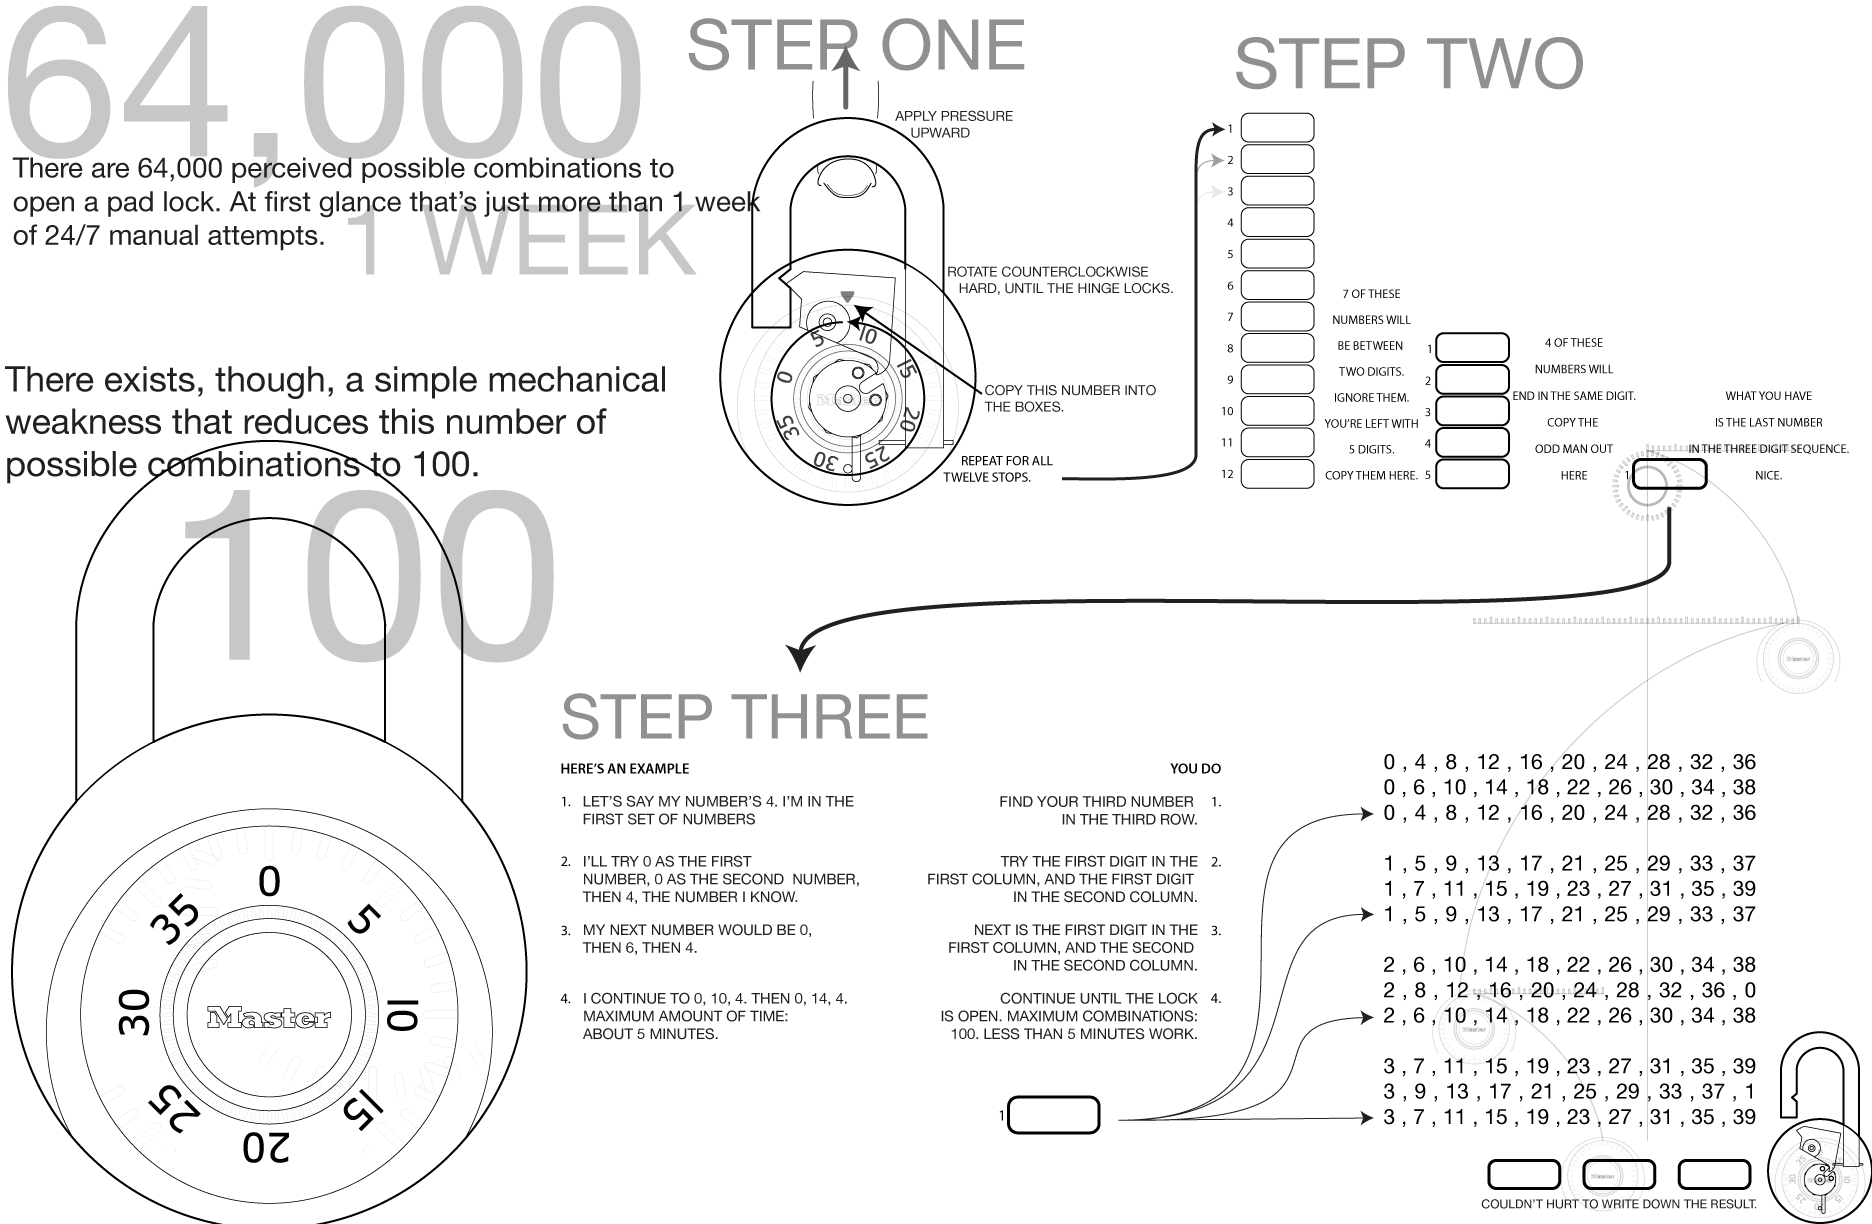 64,000
There are 64,000 perceived possible combinations to
open a pad lock. At first glance that's just more than 1 week
of 24/7 manual attempts.
1 WEEK
There exists, though, a simple mechanical
weakness that reduces this number of
possible combinations to 100.
100
0
5
10
15
20
25
30
35
Master
STEP ONE
APPLY PRESSURE
UPWARD
ROTATE COUNTERCLOCKWISE
HARD, UNTIL THE HINGE LOCKS.
COPY THIS NUMBER INTO
THE BOXES.
REPEAT FOR ALL
TWELVE STOPS.
0
5
10
15
20
25
30
35
Master
STEP TWO
1
2
3
4
5
6
7
8
9
10
11
12
7 OF THESE
NUMBERS WILL
BE BETWEEN
TWO DIGITS.
IGNORE THEM.
YOU'RE LEFT WITH
5 DIGITS.
COPY THEM HERE.
1
2
3
4
5
4 OF THESE
NUMBERS WILL
END IN THE SAME DIGIT.
COPY THE
ODD MAN OUT
HERE
1
WHAT YOU HAVE
IS THE LAST NUMBER
IN THE THREE DIGIT SEQUENCE.
NICE.
Master
STEP THREE
HERE'S AN EXAMPLE
1. LET'S SAY MY NUMBER'S 4. I'M IN THE
FIRST SET OF NUMBERS
2. I'LL TRY 0 AS THE FIRST
NUMBER, 0 AS THE SECOND NUMBER,
THEN 4, THE NUMBER I KNOW.
3. MY NEXT NUMBER WOULD BE 0,
THEN 6, THEN 4.
4. I CONTINUE TO 0, 10, 4. THEN 0, 14, 4.
MAXIMUM AMOUNT OF TIME:
ABOUT 5 MINUTES.
YOU DO
FIND YOUR THIRD NUMBER 1.
IN THE THIRD ROW.
TRY THE FIRST DIGIT IN THE 2.
FIRST COLUMN, AND THE FIRST DIGIT
IN THE SECOND COLUMN.
NEXT IS THE FIRST DIGIT IN THE 3.
FIRST COLUMN, AND THE SECOND
IN THE SECOND COLUMN.
CONTINUE UNTIL THE LOCK 4.
IS OPEN. MAXIMUM COMBINATIONS:
100. LESS THAN 5 MINUTES WORK.
1
0 , 4 , 8 , 12 , 16 , 20 , 24 , 28 , 32 , 36
0 , 6 , 10 , 14 , 18 , 22 , 26 , 30 , 34 , 38
0 , 4 , 8 , 12 , 16 , 20 , 24 , 28 , 32 , 36
1 , 5 , 9 , 13 , 17 , 21 , 25 , 29 , 33 , 37
1 , 7 , 11 , 15 , 19 , 23 , 27 , 31 , 35 , 39
1 , 5 , 9 , 13 , 17 , 21 , 25 , 29 , 33 , 37
2 , 6 , 10 , 14 , 18 , 22 , 26 , 30 , 34 , 38
2 , 8 , 12 , 16 , 20 , 24 , 28 , 32 , 36 , 0
2 , 6 , 10 , 14 , 18 , 22 , 26 , 30 , 34 , 38
Master
3 , 7 , 11 , 15 , 19 , 23 , 27 , 31 , 35 , 39
3 , 9 , 13 , 17 , 21 , 25 , 29 , 33 , 37 , 1
3 , 7 , 11 , 15 , 19 , 23 , 27 , 31 , 35 , 39
Master
COULDN'T HURT TO WRITE DOWN THE RESULT.